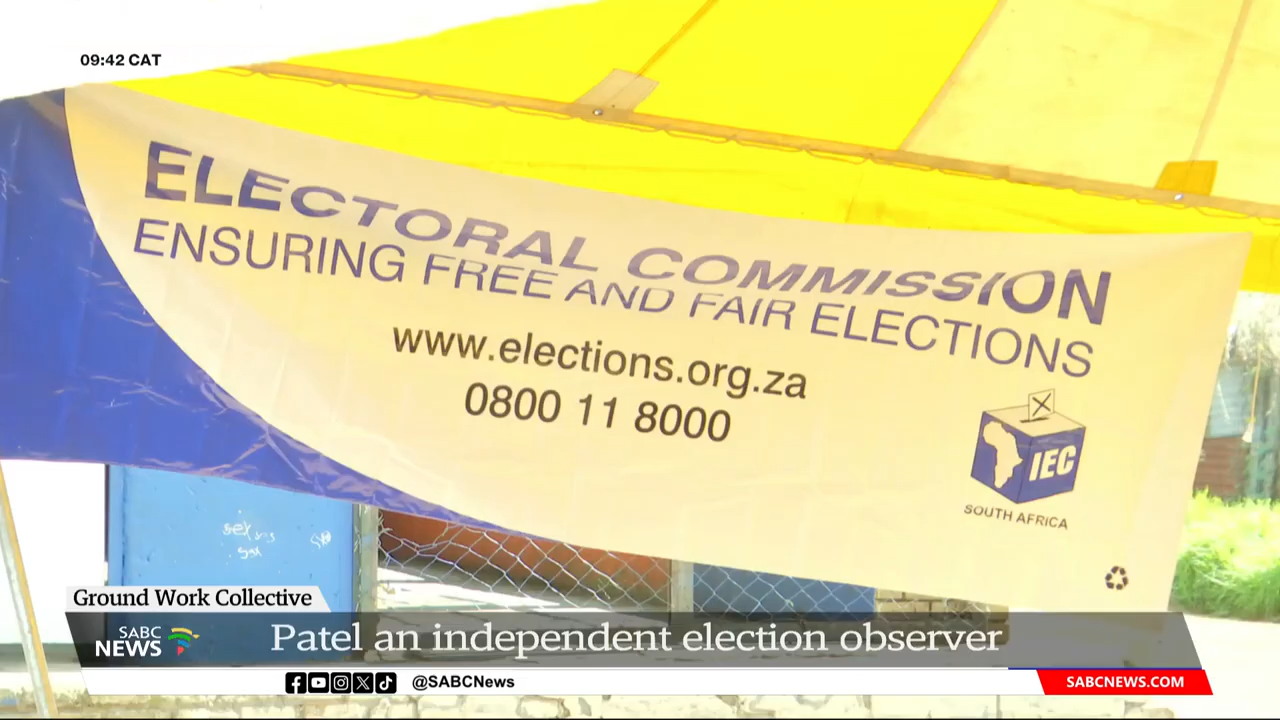 09:42 CAT
ELECTORAL COMMISSION
ENSURING FREE AND FAIR ELECTIONS
www.elections.org.za
0800 11 8000
IEC
SOUTH AFRICA
Ground Work Collective
SABC
NEWS
Patel an independent election observer
@SABCNews
SABCNEWS.COM